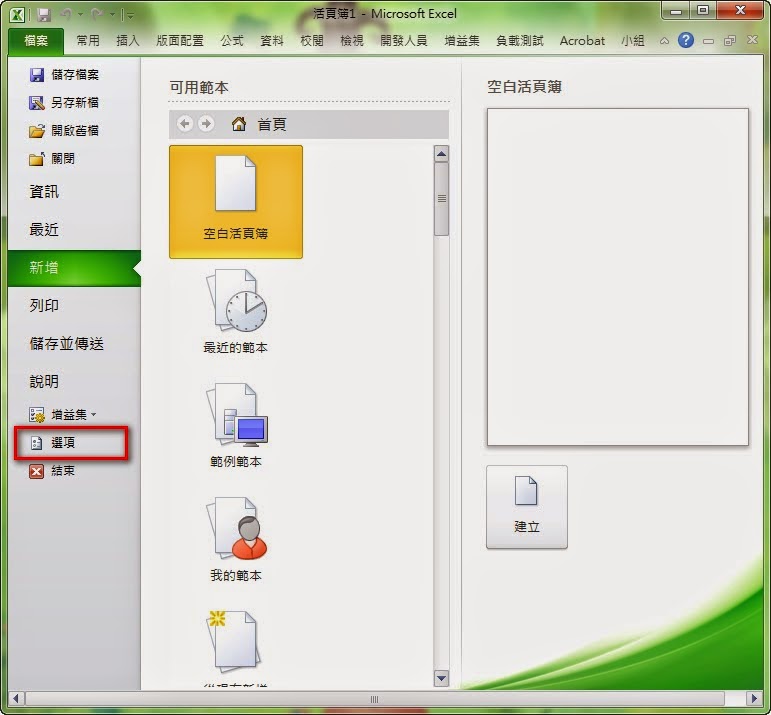 活頁簿1 - Microsoft Excel
檔案 常用 插入 版面配置 公式 資料 校閱 檢視 開發人員 增益集 負載測試 Acrobat 小組
儲存檔案
另存新檔
開啟舊檔
關閉
資訊
最近
新增
列印
儲存並傳送
說明
增益集
選項
結束
可用範本
首頁
空白活頁簿
最近的範本
範例範本
我的範本
空白活頁簿
建立